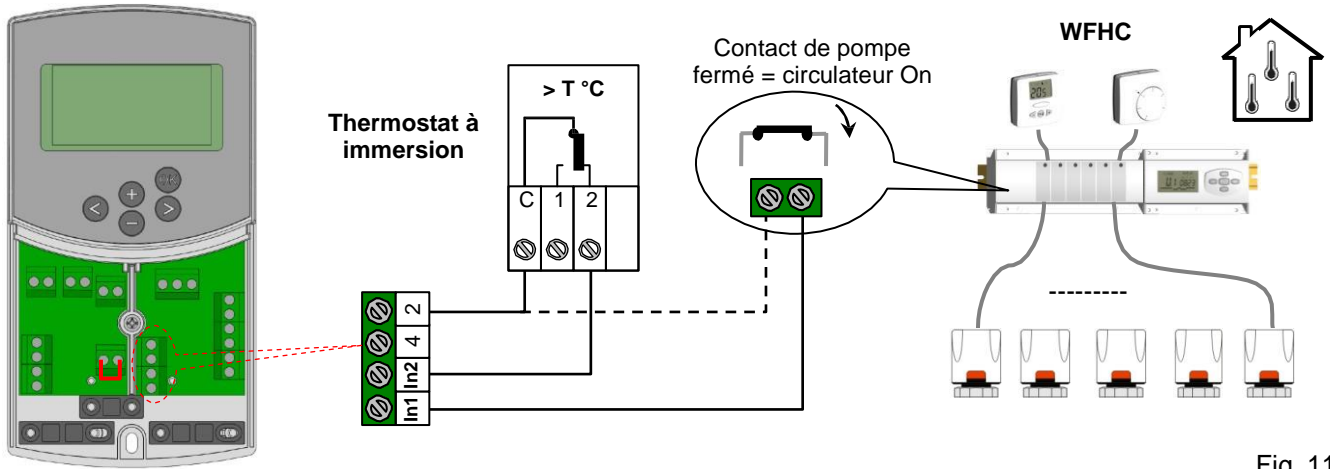 WFHC
Contact de pompe
fermé = circulateur On
> T °C
Thermostat à
immersion
OK
+
<
>
−
C 1 2
2
4
In2
In1
Fig. 11